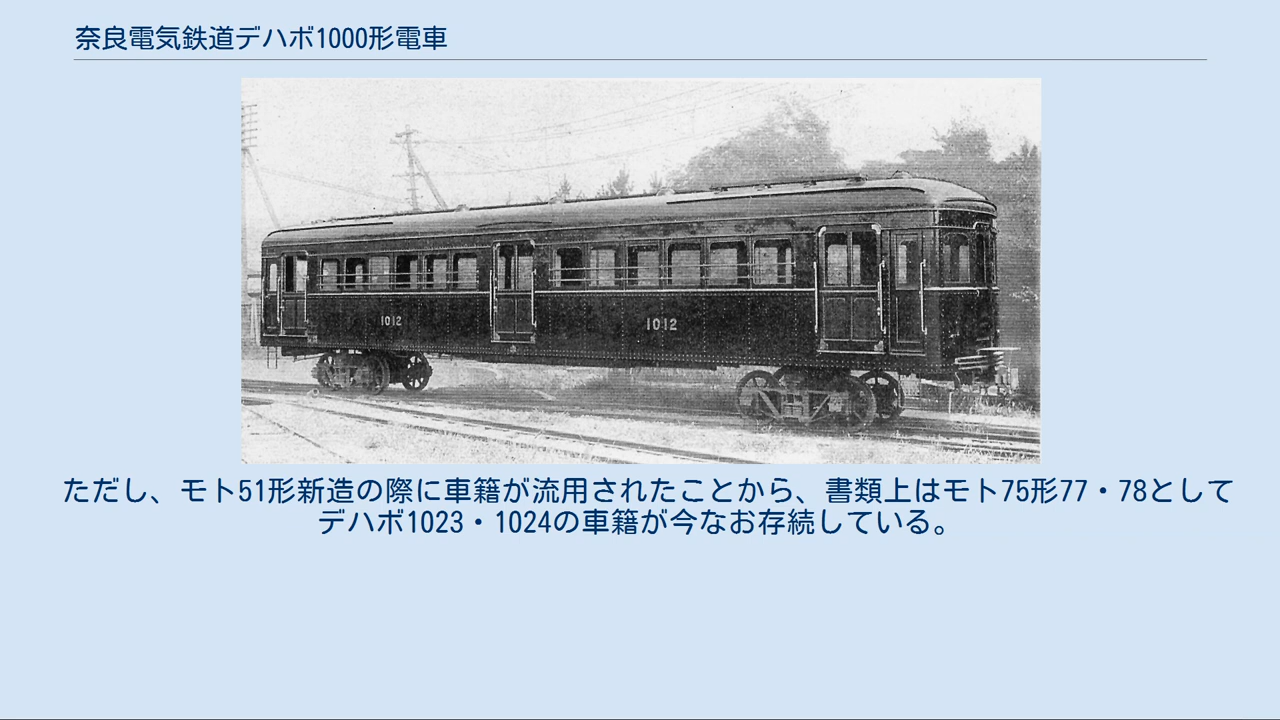 奈良電気鉄道デハボ1000形電車
1012
1012
ただし、モト51形新造の際に車籍が流用されたことから、書類上はモト75形77・78として
デハボ1023・1024の車籍が今なお存続している。